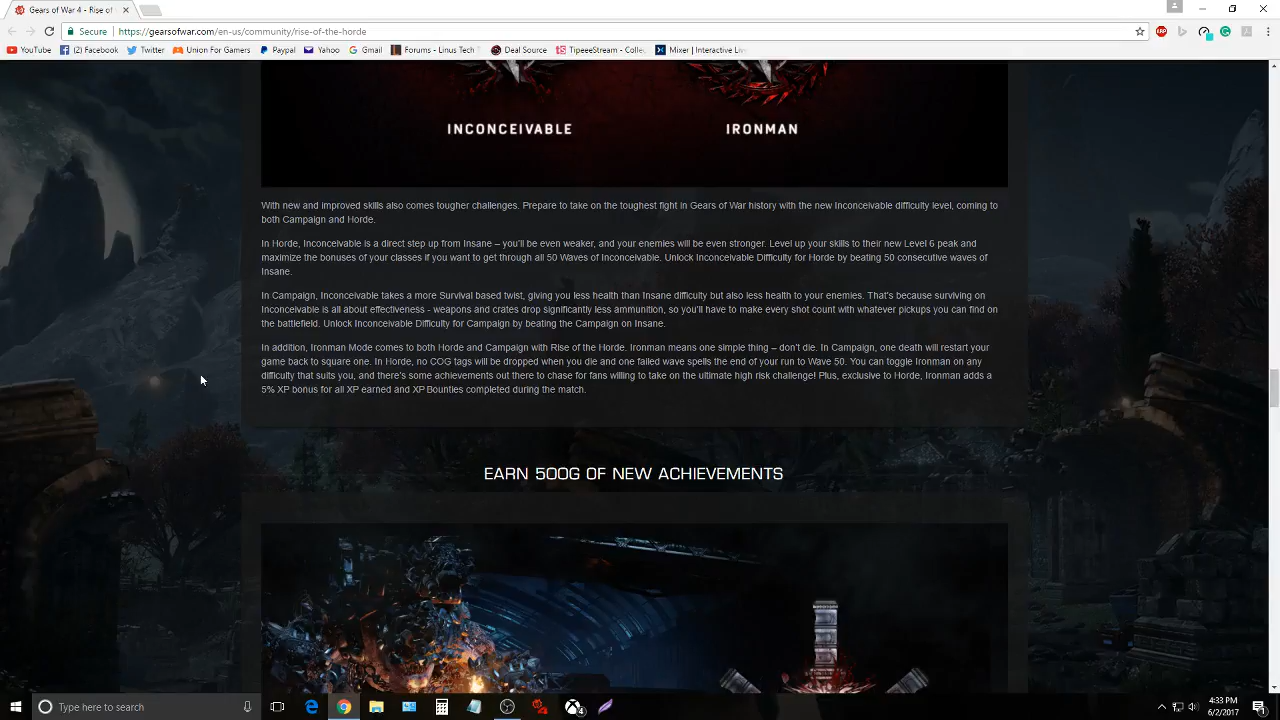 Gears of War 4 - Rise of
Secure https://gearsofwar.com/en-us/community/rise-of-the-horde
YouTube (2) Facebook Twitter Union For Gamers Paypal Yahoo Gmail Forums - Linus Tech Deal Source TipeeeStream - Collec Mixer | Interactive Live
INCONCEIVABLE IRONMAN
With new and improved skills also comes tougher challenges. Prepare to take on the toughest fight in Gears of War history with the new Inconceivable difficulty level, coming to
both Campaign and Horde.
In Horde, Inconceivable is a direct step up from Insane – you'll be even weaker, and your enemies will be even stronger. Level up your skills to their new Level 6 peak and
maximize the bonuses of your classes if you want to get through all 50 Waves of Inconceivable. Unlock Inconceivable Difficulty for Horde by beating 50 consecutive waves of
Insane.
In Campaign, Inconceivable takes a more Survival based twist, giving you less health than Insane difficulty but also less health to your enemies. That's because surviving on
Inconceivable is all about effectiveness - weapons and crates drop significantly less ammunition, so you'll have to make every shot count with whatever pickups you can find on
the battlefield. Unlock Inconceivable Difficulty for Campaign by beating the Campaign on Insane.
In addition, Ironman Mode comes to both Horde and Campaign with Rise of the Horde. Ironman means one simple thing – don't die. In Campaign, one death will restart your
game back to square one. In Horde, no COG tags will be dropped when you die and one failed wave spells the end of your run to Wave 50. You can toggle Ironman on any
difficulty that suits you, and there's some achievements out there to chase for fans willing to take on the ultimate high risk challenge! Plus, exclusive to Horde, Ironman adds a
5% XP bonus for all XP earned and XP Bounties completed during the match.
EARN 500G OF NEW ACHIEVEMENTS
Type here to search
4:33 PM
6/2/2017